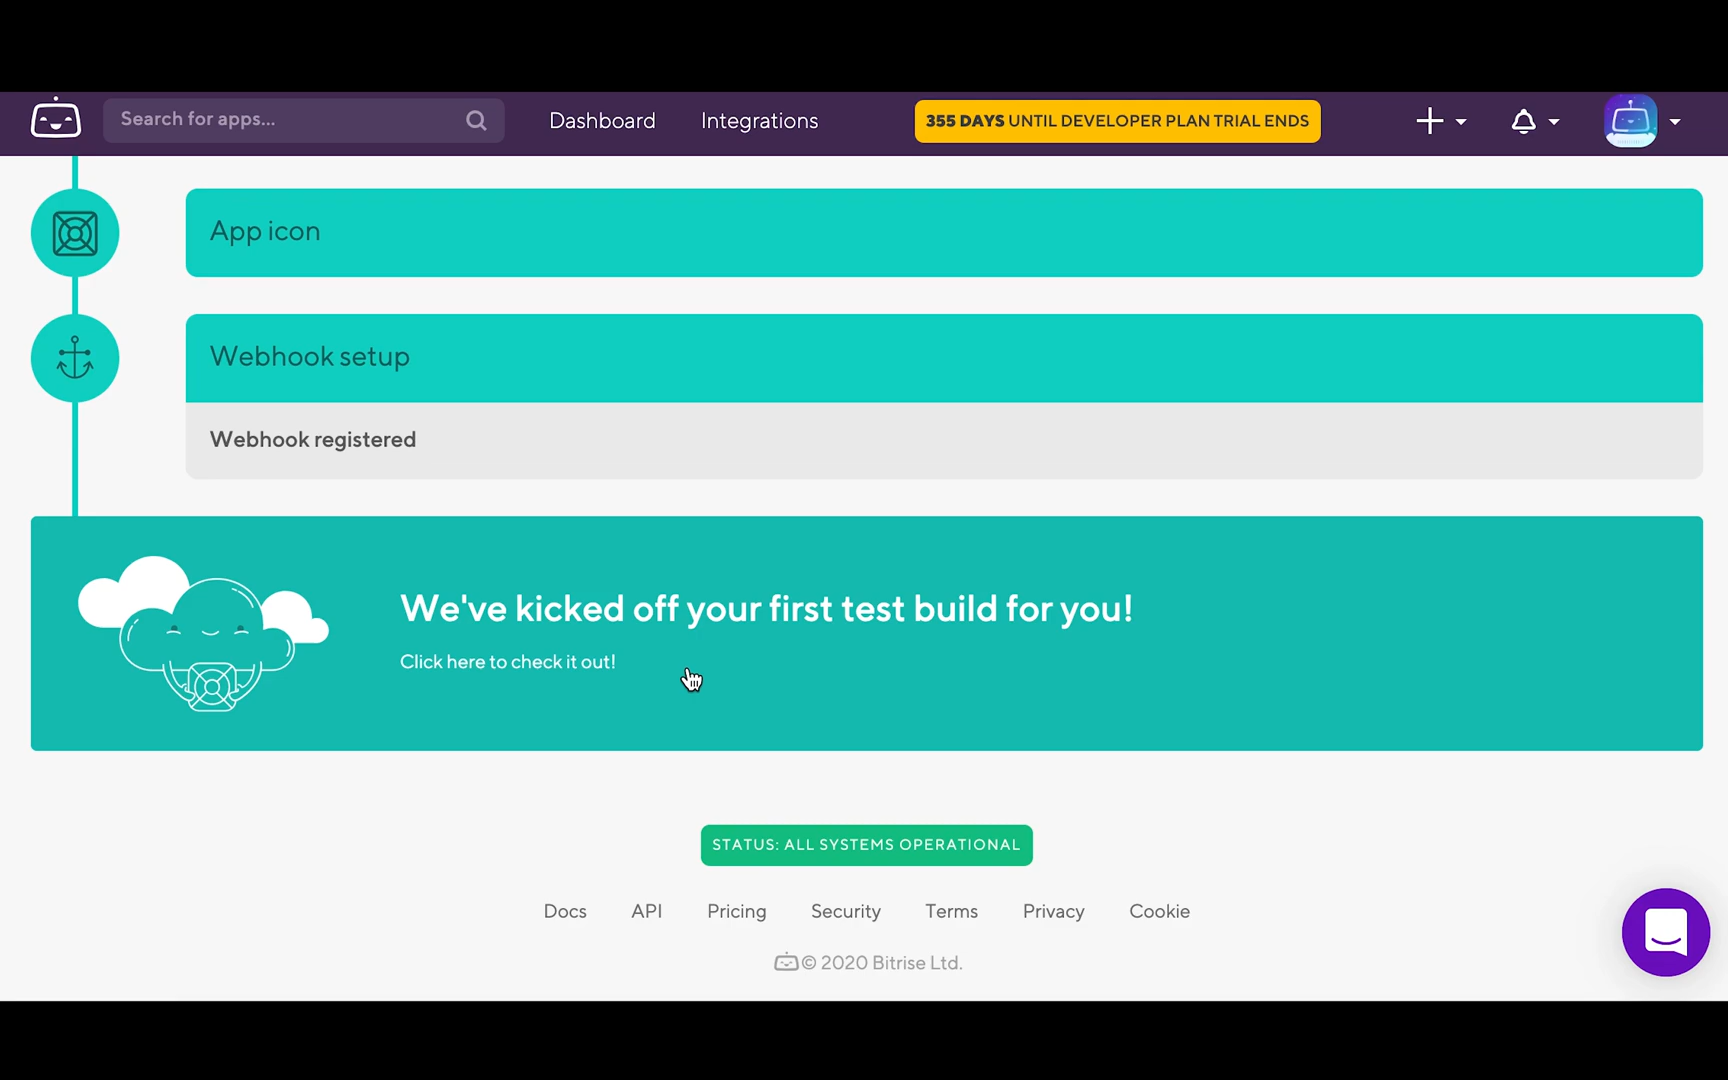 Search for apps...
Dashboard
Integrations
355 DAYS UNTIL DEVELOPER PLAN TRIAL ENDS
App icon
Webhook setup
Webhook registered
We've kicked off your first test build for you!
Click here to check it out!
STATUS: ALL SYSTEMS OPERATIONAL
Docs API Pricing Security Terms Privacy Cookie
© 2020 Bitrise Ltd.